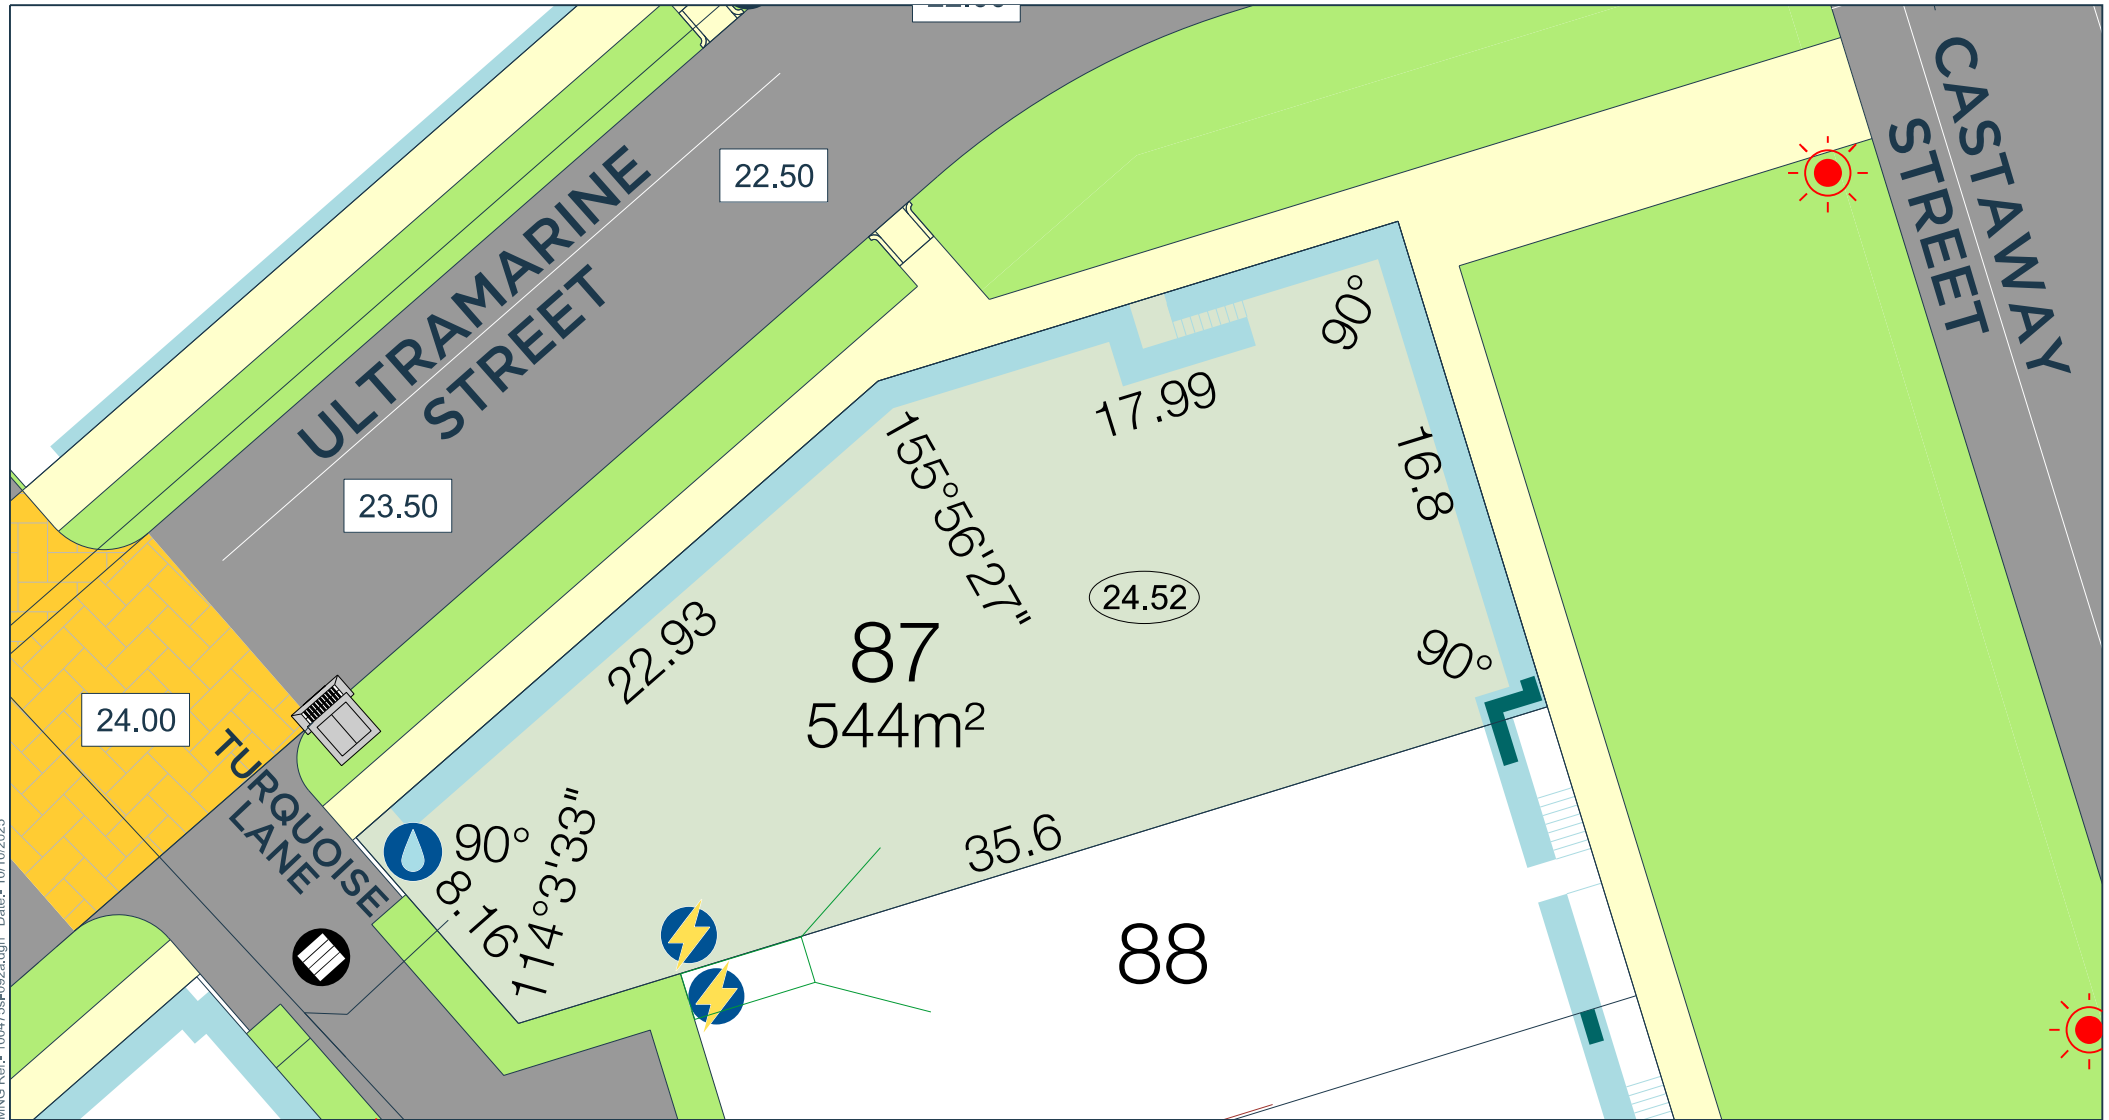 ULTRAMARINE
STREET
CASTAWAY
STREET
22.50
23.50
24.00
TURQUOISE
LANE
90°
17.99
16.8
155°56'27"
24.52
22.93
87
544m²
90°
90°
8.16
114°3'33"
35.6
88